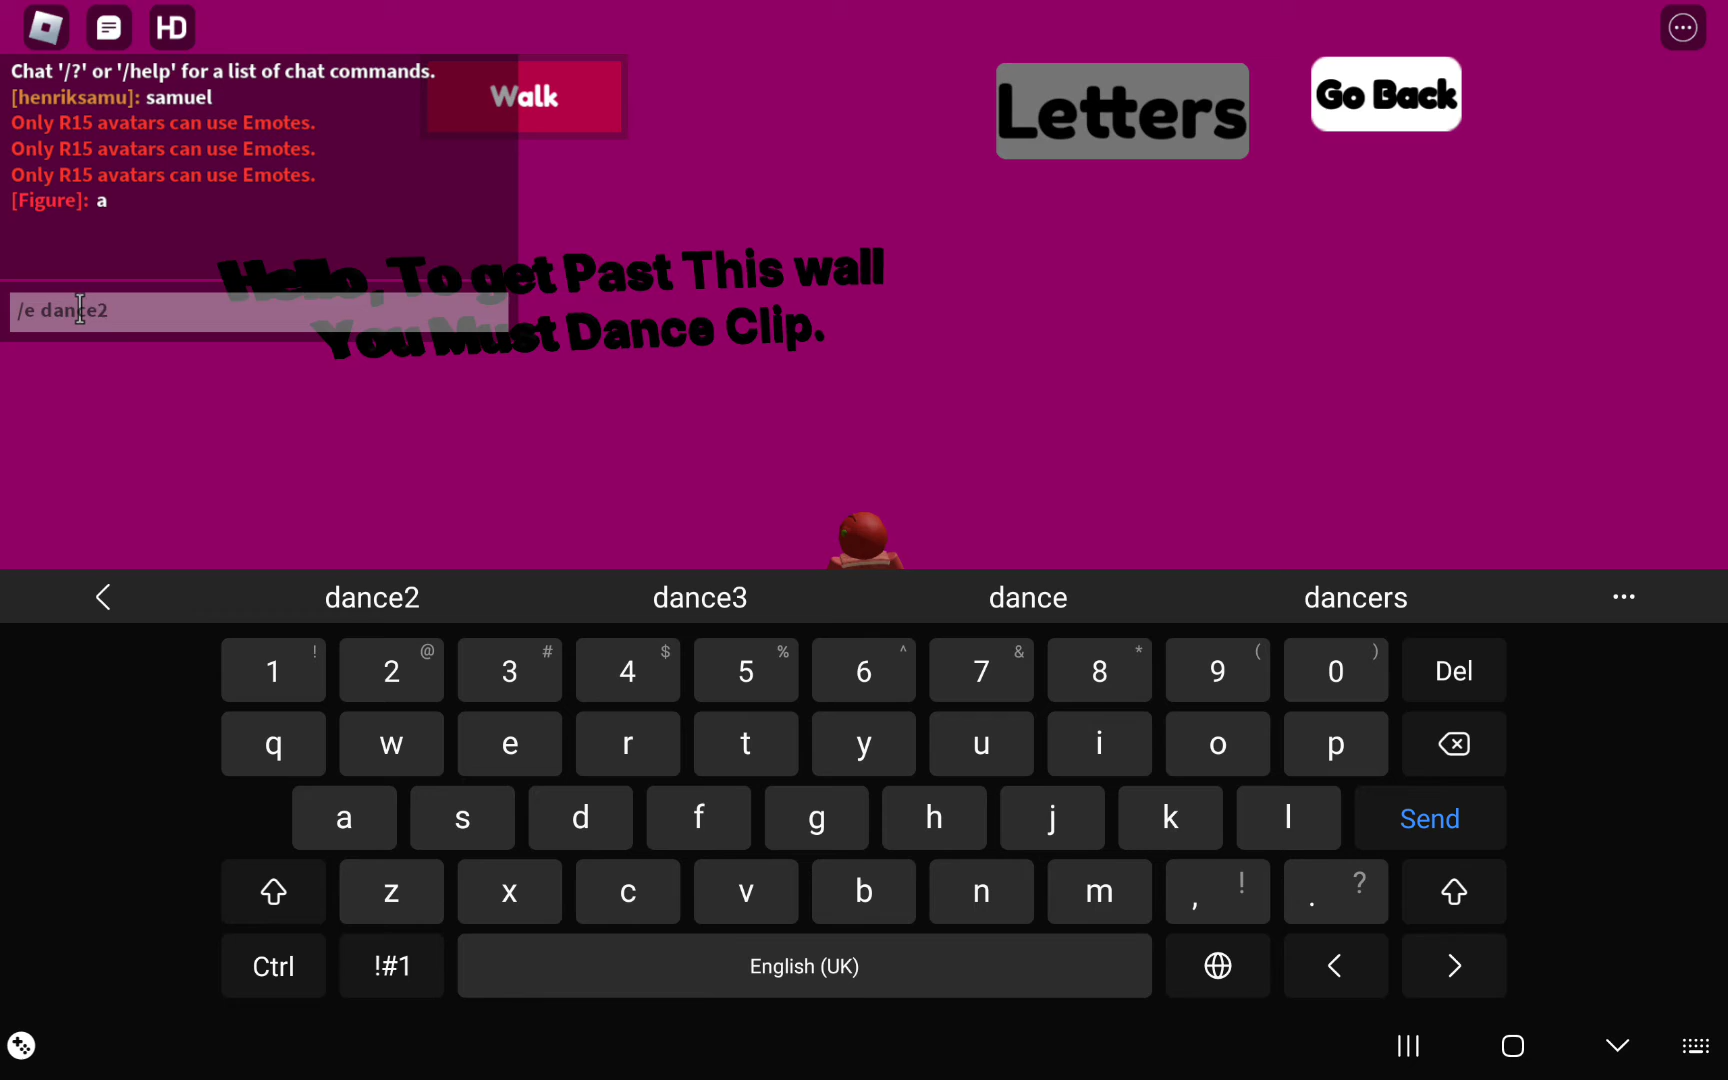 HD
Chat '/?' or '/help' for a list of chat commands.
[henriksamu]: samuel
Only R15 avatars can use Emotes.
Only R15 avatars can use Emotes.
Only R15 avatars can use Emotes.
[Figure]: a
Walk
Letters
Go Back
Hello, To get Past This wall
You Must Dance Clip.
/e dance2
dance2 dance3 dance dancers ...
1 ! 2 @ 3 # 4 $ 5 % 6 ^ 7 & 8 * 9 ( 0 ) Del
q w e r t y u i o p
a s d f g h j k l Send
z x c v b n m , ! . ?
Ctrl !#1 English (UK) < >